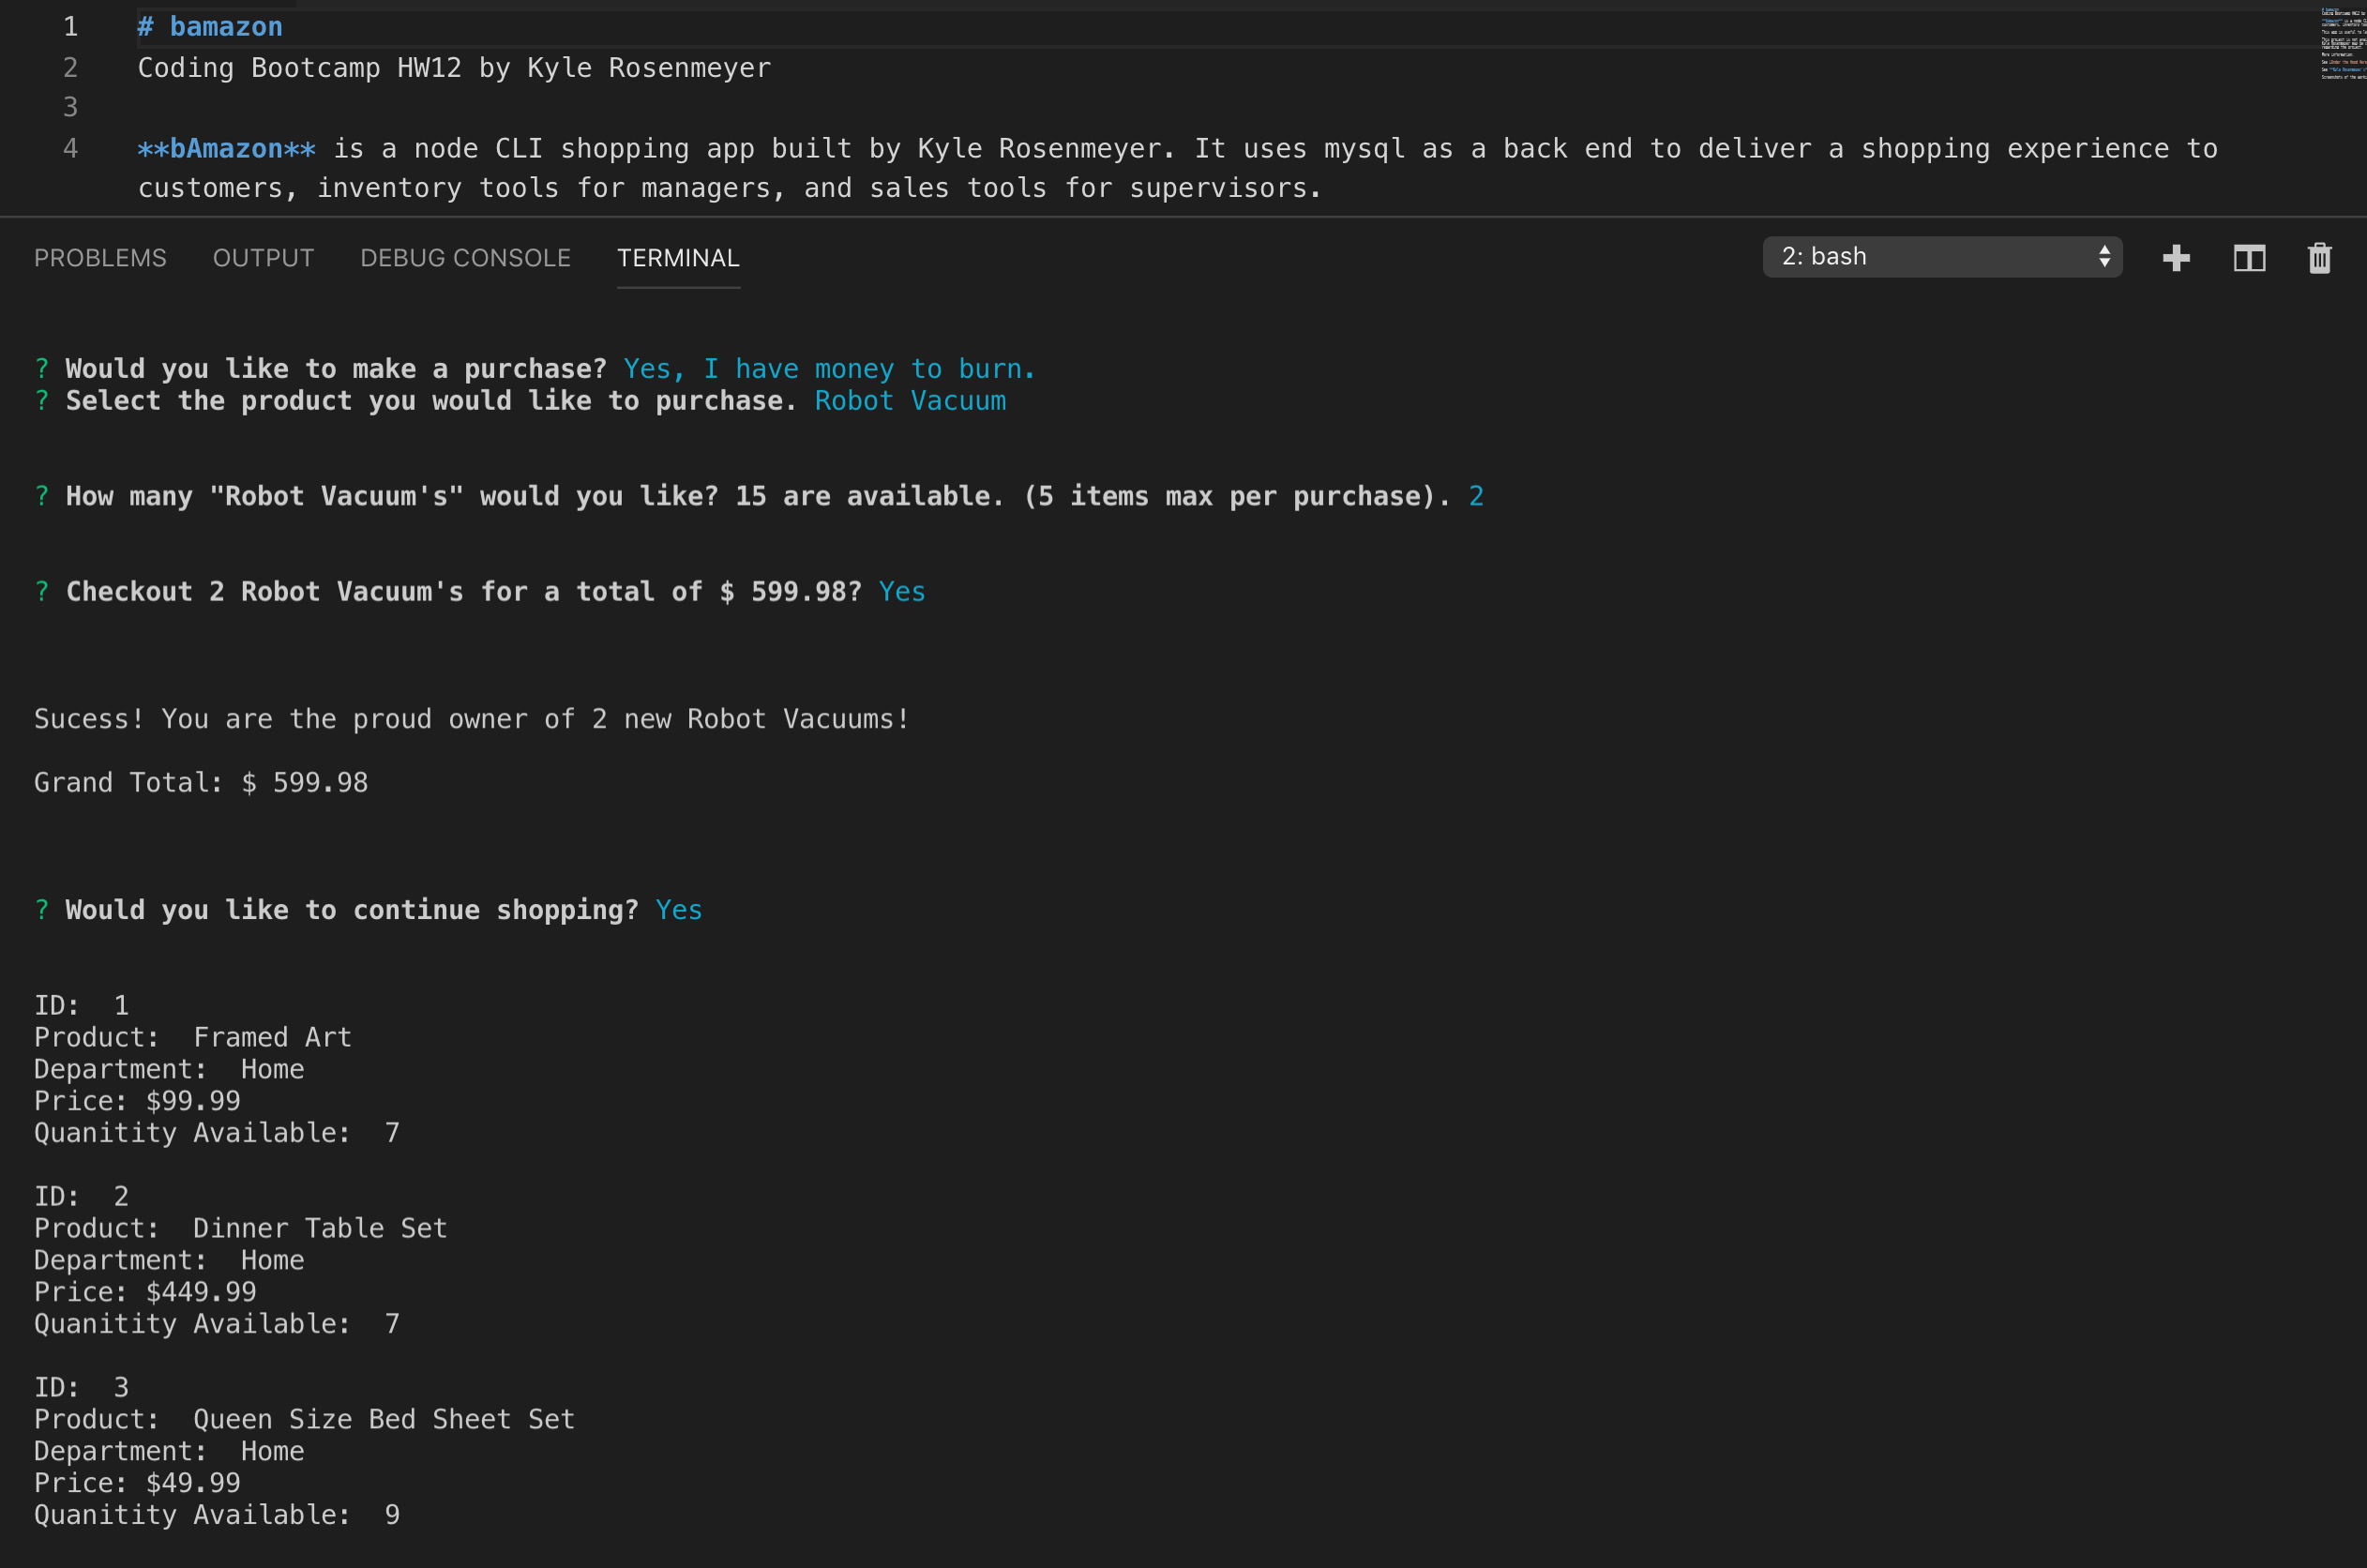 1 # bamazon
2 Coding Bootcamp HW12 by Kyle Rosenmeyer
3
4 **bAmazon** is a node CLI shopping app built by Kyle Rosenmeyer. It uses mysql as a back end to deliver a shopping experience to
customers, inventory tools for managers, and sales tools for supervisors.
PROBLEMS OUTPUT DEBUG CONSOLE TERMINAL 2: bash
? Would you like to make a purchase? Yes, I have money to burn.
? Select the product you would like to purchase. Robot Vacuum
? How many "Robot Vacuum's" would you like? 15 are available. (5 items max per purchase). 2
? Checkout 2 Robot Vacuum's for a total of $ 599.98? Yes
Sucess! You are the proud owner of 2 new Robot Vacuums!
Grand Total: $ 599.98
? Would you like to continue shopping? Yes
ID:  1
Product:  Framed Art
Department:  Home
Price: $99.99
Quanitity Available:  7
ID:  2
Product:  Dinner Table Set
Department:  Home
Price: $449.99
Quanitity Available:  7
ID:  3
Product:  Queen Size Bed Sheet Set
Department:  Home
Price: $49.99
Quanitity Available:  9